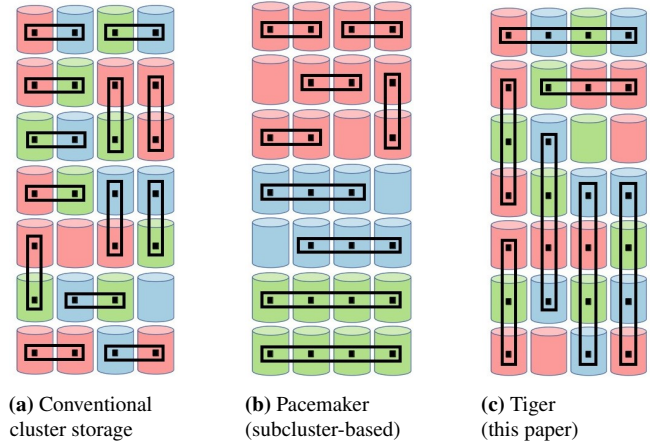 (a) Conventional
cluster storage
(b) Pacemaker
(subcluster-based)
(c) Tiger
(this paper)